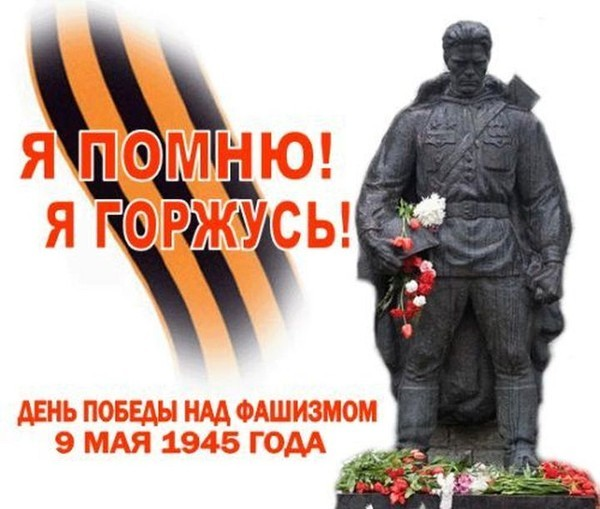 Я ПОМНЮ!
Я ГОРЖУСЬ!
ДЕНЬ ПОБЕДЫ НАД ФАШИЗМОМ
9 МАЯ 1945 ГОДА